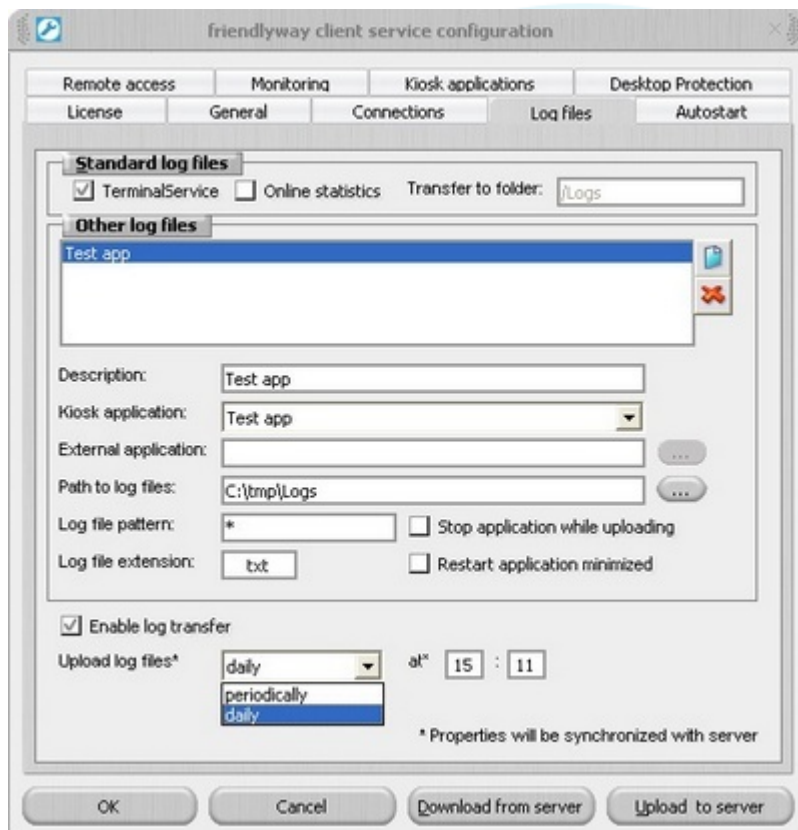 friendlyway client service configuration
Remote access Monitoring Kiosk applications Desktop Protection
License General Connections Log files Autostart
Standard log files
TerminalService Online statistics Transfer to folder: /Logs
Other log files
Test app
Description: Test app
Kiosk application: Test app
External application: ...
Path to log files: C:\tmp\Logs ...
Log file pattern: * Stop application while uploading
Log file extension: txt Restart application minimized
Enable log transfer
Upload log files* daily at* 15 : 11
periodically
daily
* Properties will be synchronized with server
OK Cancel Download from server Upload to server